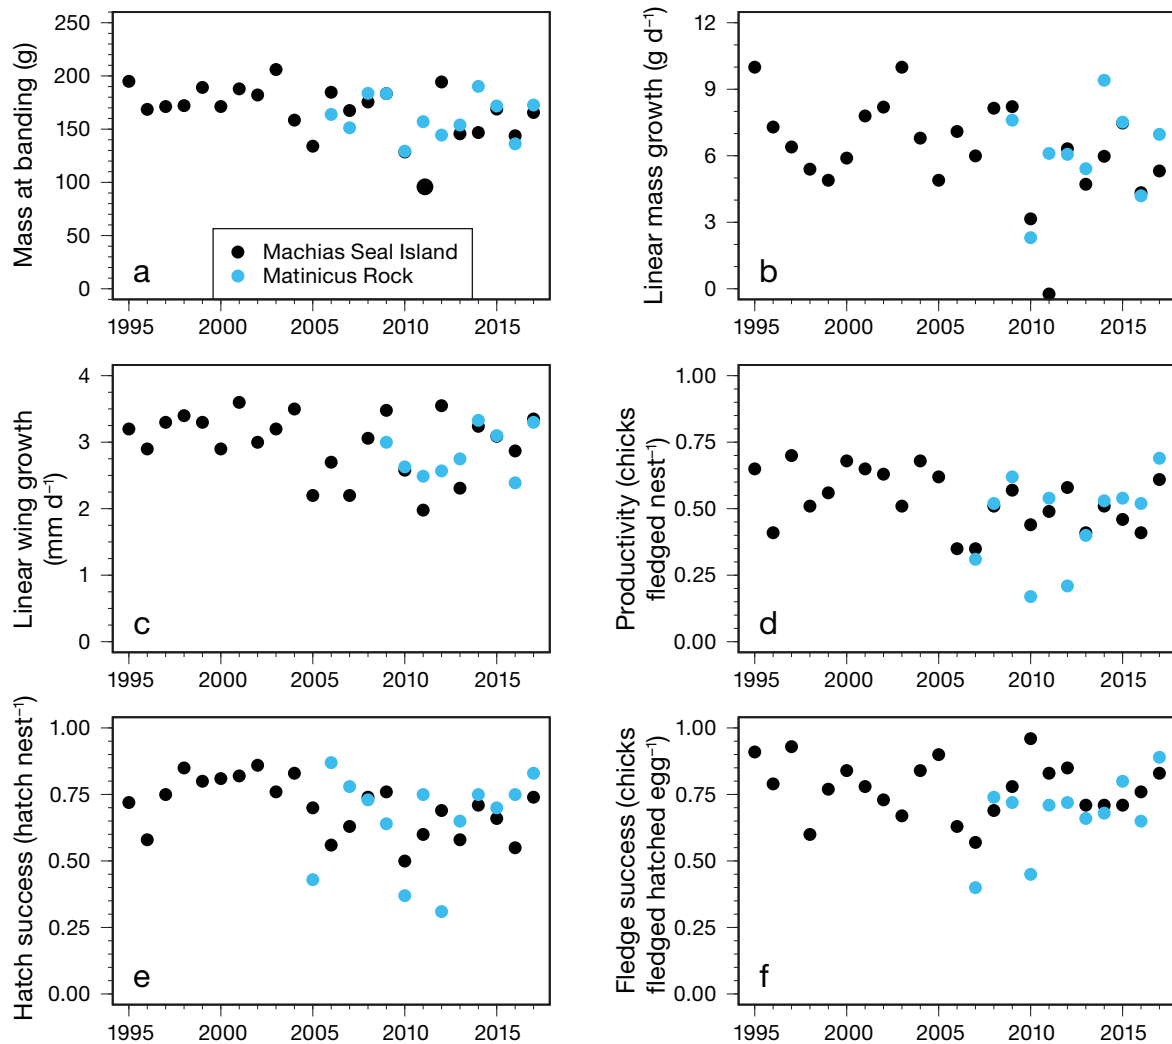 250
200
150
100
50
0
Mass at banding (g)
a
Machias Seal Island
Matinicus Rock
1995 2000 2005 2010 2015
12
9
6
3
0
Linear mass growth (g d⁻¹)
b
1995 2000 2005 2010 2015
4
3
2
1
0
Linear wing growth
(mm d⁻¹)
c
1995 2000 2005 2010 2015
1.00
0.75
0.50
0.25
0.00
Productivity (chicks
fledged nest⁻¹)
d
1995 2000 2005 2010 2015
1.00
0.75
0.50
0.25
0.00
Hatch success (hatch nest⁻¹)
e
1995 2000 2005 2010 2015
1.00
0.75
0.50
0.25
0.00
Fledge success (chicks
fledged hatched egg⁻¹)
f
1995 2000 2005 2010 2015